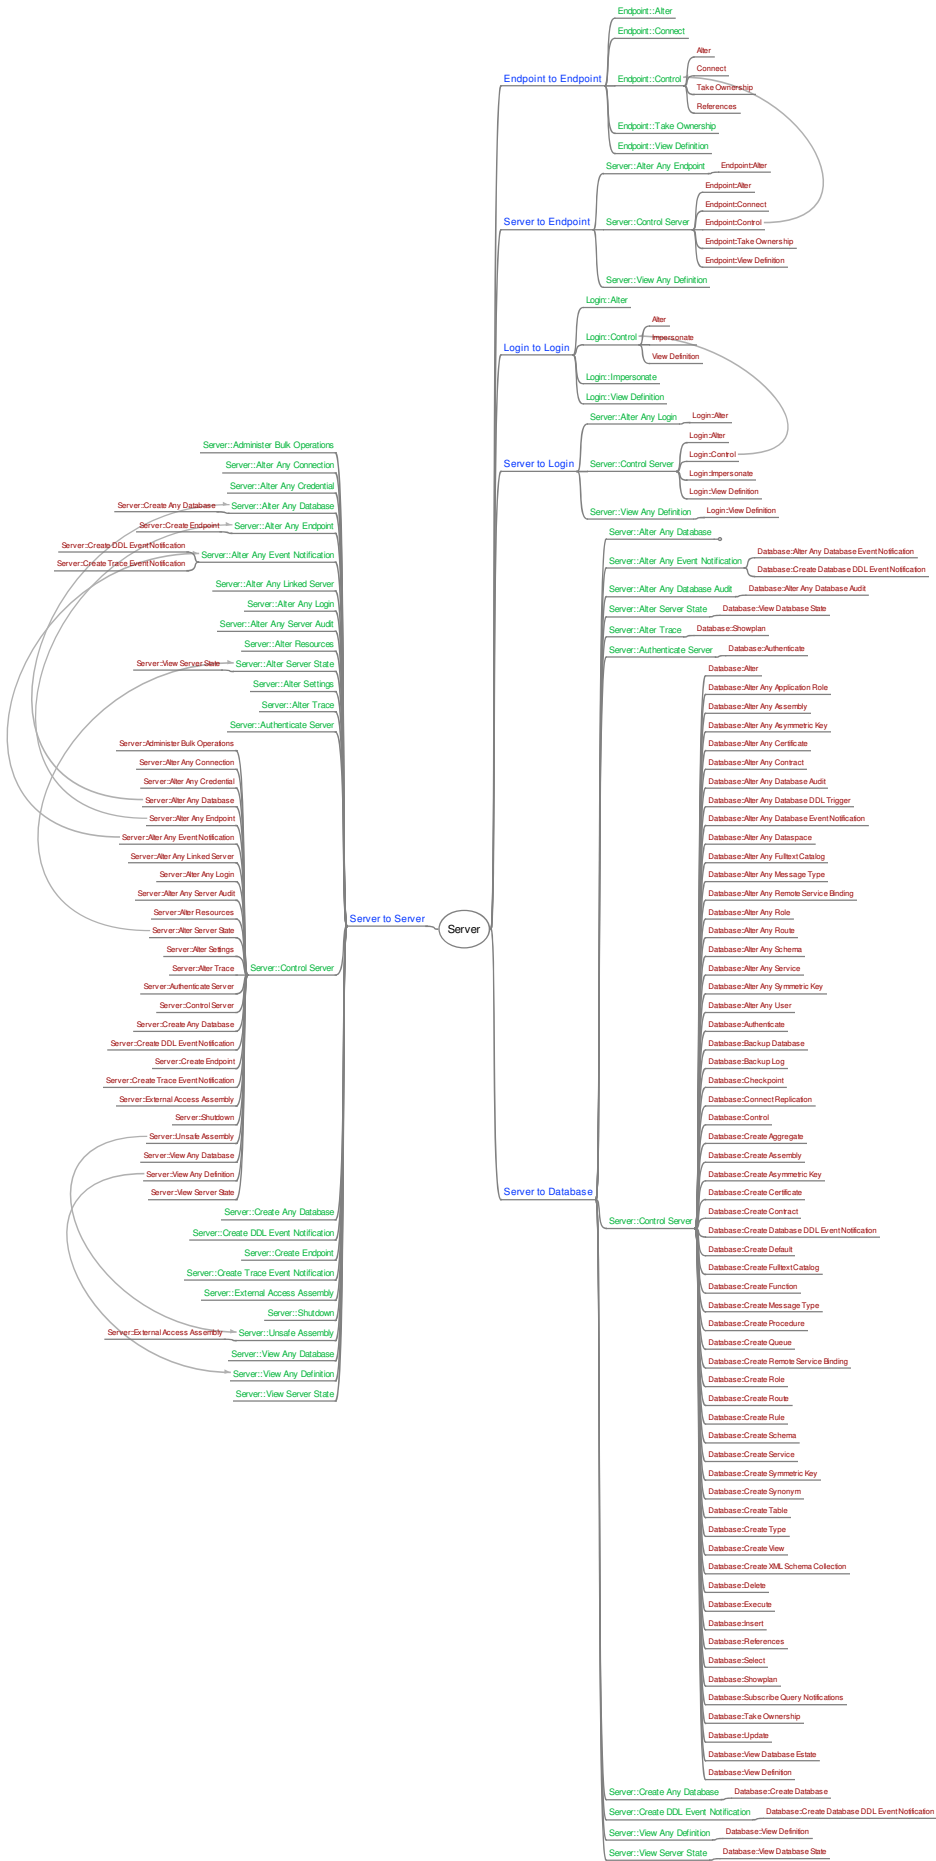 Server
Endpoint to Endpoint
Endpoint::Alter
Endpoint::Connect
Endpoint::Control
Alter
Connect
Take Ownership
References
Endpoint::Take Ownership
Endpoint::View Definition
Server to Endpoint
Server::Alter Any Endpoint
Endpoint::Alter
Server::Control Server
Endpoint::Alter
Endpoint::Connect
Endpoint::Control
Endpoint::Take Ownership
Endpoint::View Definition
Server::View Any Definition
Login to Login
Login::Alter
Login::Control
Alter
Impersonate
View Definition
Login::Impersonate
Login::View Definition
Server to Login
Server::Alter Any Login
Login::Alter
Server::Control Server
Login::Alter
Login::Control
Login::Impersonate
Login::View Definition
Server::View Any Definition
Login::View Definition
Server to Database
Server::Alter Any Database
Server::Alter Any Event Notification
Database::Alter Any Database Event Notification
Database::Create Database DDL Event Notification
Server::Alter Any Database Audit
Database::Alter Any Database Audit
Server::Alter Server State
Database::View Database State
Server::Alter Trace
Database::Showplan
Server::Authenticate Server
Database::Authenticate
Server::Control Server
Database::Alter
Database::Alter Any Application Role
Database::Alter Any Assembly
Database::Alter Any Asymmetric Key
Database::Alter Any Certificate
Database::Alter Any Contract
Database::Alter Any Database Audit
Database::Alter Any Database DDL Trigger
Database::Alter Any Database Event Notification
Database::Alter Any Dataspace
Database::Alter Any Fulltext Catalog
Database::Alter Any Message Type
Database::Alter Any Remote Service Binding
Database::Alter Any Role
Database::Alter Any Route
Database::Alter Any Schema
Database::Alter Any Service
Database::Alter Any Symmetric Key
Database::Alter Any User
Database::Authenticate
Database::Backup Database
Database::Backup Log
Database::Checkpoint
Database::Connect Replication
Database::Control
Database::Create Aggregate
Database::Create Assembly
Database::Create Asymmetric Key
Database::Create Certificate
Database::Create Contract
Database::Create Database DDL Event Notification
Database::Create Default
Database::Create Fulltext Catalog
Database::Create Function
Database::Create Message Type
Database::Create Procedure
Database::Create Queue
Database::Create Remote Service Binding
Database::Create Role
Database::Create Route
Database::Create Rule
Database::Create Schema
Database::Create Service
Database::Create Symmetric Key
Database::Create Synonym
Database::Create Table
Database::Create Type
Database::Create View
Database::Create XML Schema Collection
Database::Delete
Database::Execute
Database::Insert
Database::References
Database::Select
Database::Showplan
Database::Subscribe Query Notifications
Database::Take Ownership
Database::Update
Database::View Database Estate
Database::View Definition
Server::Create Any Database
Database::Create Database
Server::Create DDL Event Notification
Database::Create Database DDL Event Notification
Server::View Any Definition
Database::View Definition
Server::View Server State
Database::View Database State
Server to Server
Server::Administer Bulk Operations
Server::Alter Any Connection
Server::Alter Any Credential
Server::Alter Any Database
Server::Create Any Database
Server::Alter Any Endpoint
Server::Create Endpoint
Server::Alter Any Event Notification
Server::Create DDL Event Notification
Server::Create Trace Event Notification
Server::Alter Any Linked Server
Server::Alter Any Login
Server::Alter Any Server Audit
Server::Alter Resources
Server::Alter Server State
Server::View Server State
Server::Alter Settings
Server::Alter Trace
Server::Authenticate Server
Server::Control Server
Server::Administer Bulk Operations
Server::Alter Any Connection
Server::Alter Any Credential
Server::Alter Any Database
Server::Alter Any Endpoint
Server::Alter Any Event Notification
Server::Alter Any Linked Server
Server::Alter Any Login
Server::Alter Any Server Audit
Server::Alter Resources
Server::Alter Server State
Server::Alter Settings
Server::Alter Trace
Server::Authenticate Server
Server::Control Server
Server::Create Any Database
Server::Create DDL Event Notification
Server::Create Endpoint
Server::Create Trace Event Notification
Server::External Access Assembly
Server::Shutdown
Server::Unsafe Assembly
Server::View Any Database
Server::View Any Definition
Server::View Server State
Server::Create Any Database
Server::Create DDL Event Notification
Server::Create Endpoint
Server::Create Trace Event Notification
Server::External Access Assembly
Server::Shutdown
Server::Unsafe Assembly
Server::External Access Assembly
Server::View Any Database
Server::View Any Definition
Server::View Server State